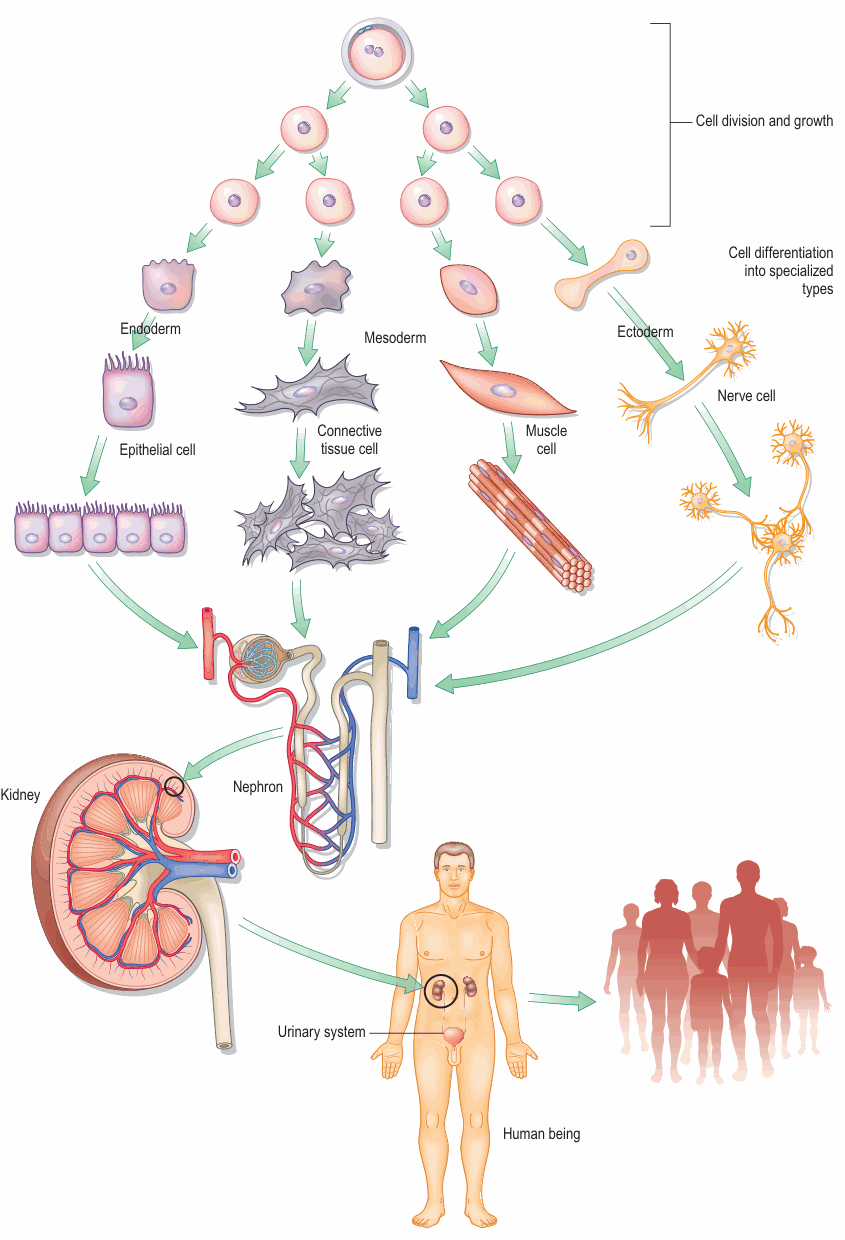 Cell division and growth
Cell differentiation
into specialized
types
Endoderm
Mesoderm
Ectoderm
Nerve cell
Epithelial cell
Connective
tissue cell
Muscle
cell
Nephron
Kidney
Urinary system
Human being